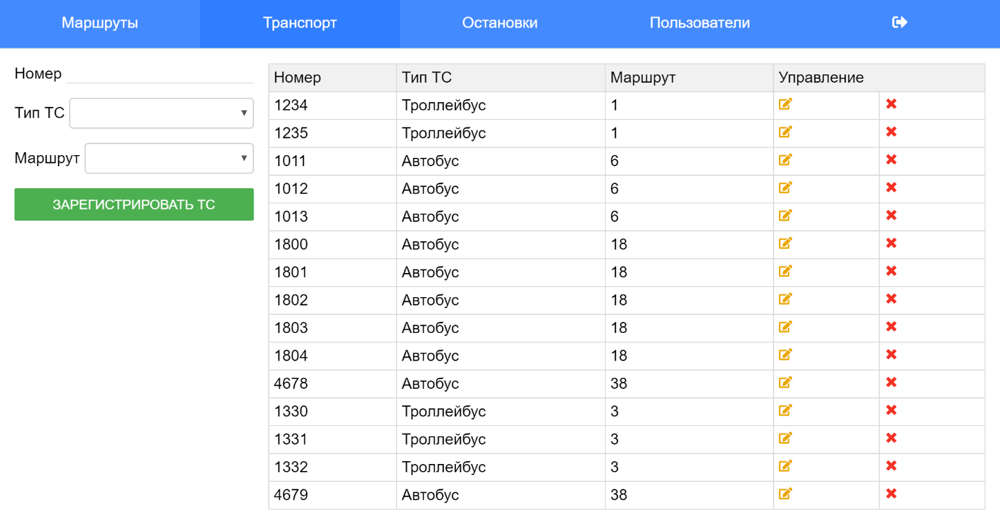 Маршруты Транспорт Остановки Пользователи
Номер
Тип ТС
Маршрут
ЗАРЕГИСТРИРОВАТЬ ТС
Номер Тип ТС Маршрут Управление
1234 Троллейбус 1
1235 Троллейбус 1
1011 Автобус 6
1012 Автобус 6
1013 Автобус 6
1800 Автобус 18
1801 Автобус 18
1802 Автобус 18
1803 Автобус 18
1804 Автобус 18
4678 Автобус 38
1330 Троллейбус 3
1331 Троллейбус 3
1332 Троллейбус 3
4679 Автобус 38